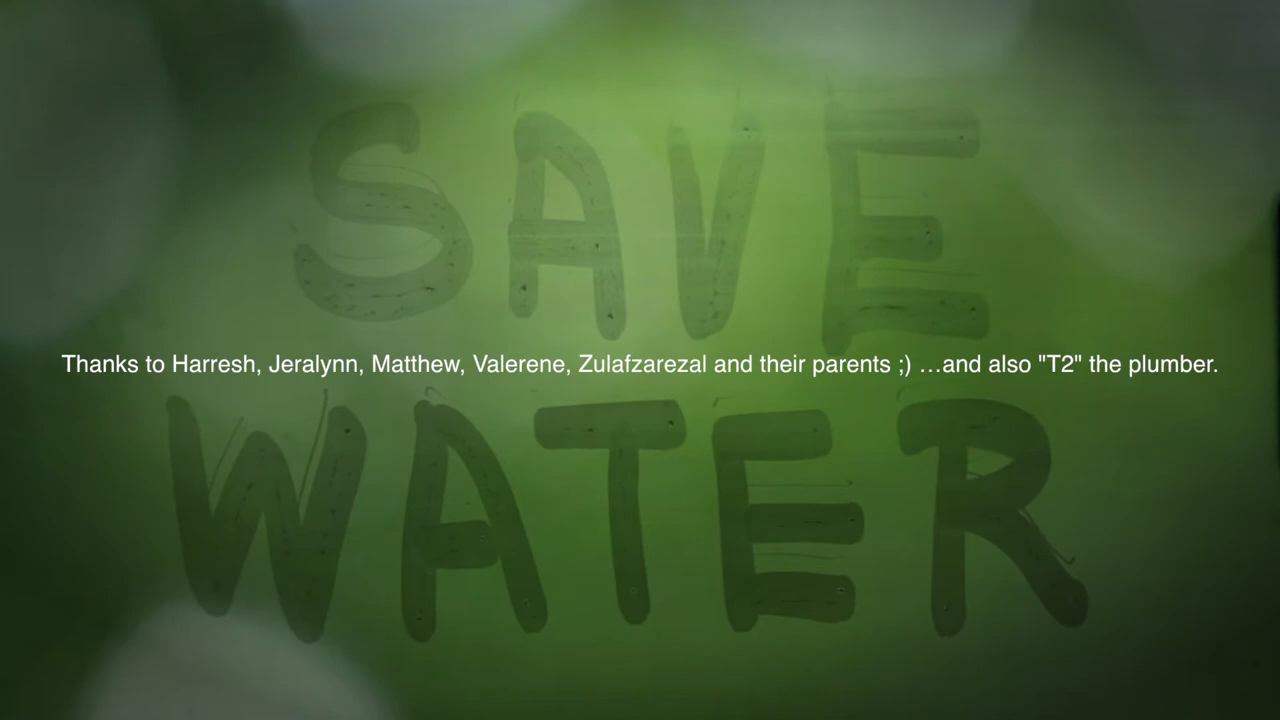 SAVE
Thanks to Harresh, Jeralynn, Matthew, Valerene, Zulafzarezal and their parents ;) …and also "T2" the plumber.
WATER